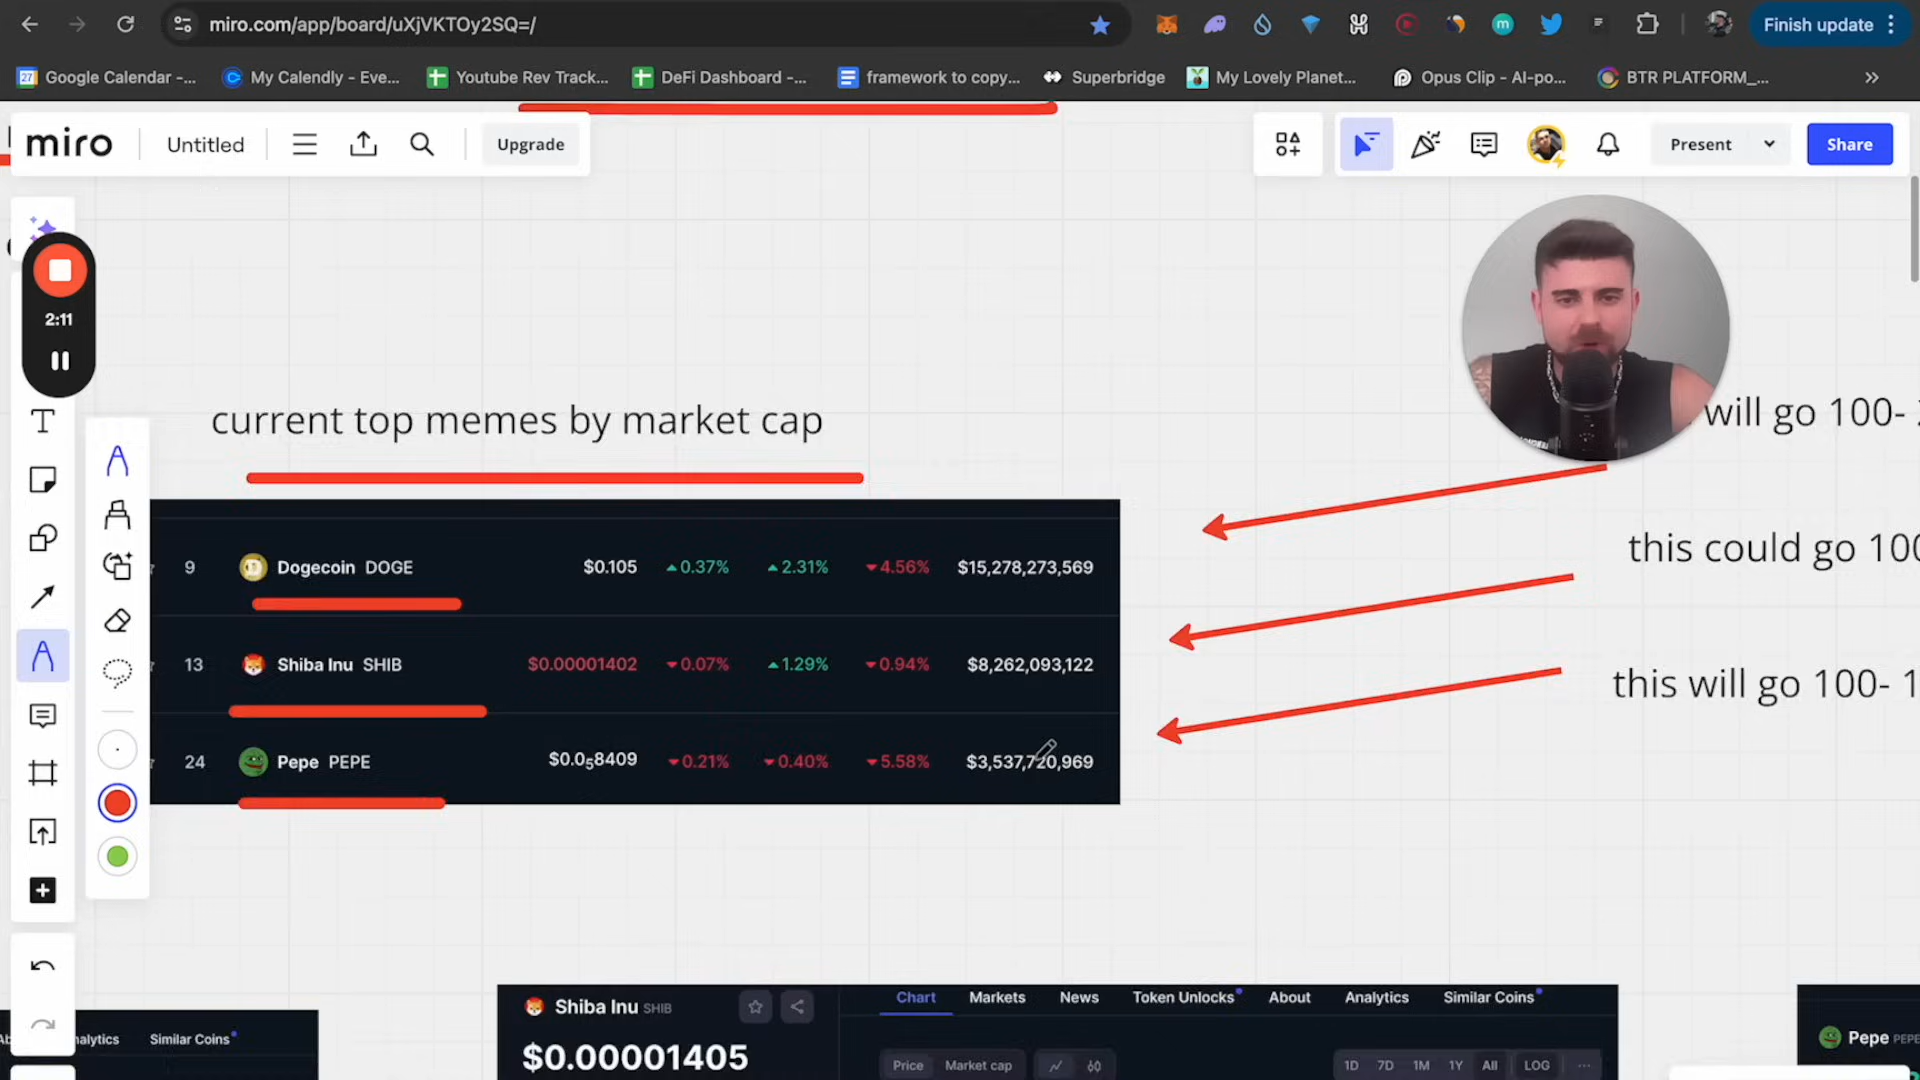 miro.com/app/board/uXjVKTOy2SQ=/
Finish update
Google Calendar -...
My Calendly - Eve...
Youtube Rev Track...
DeFi Dashboard -...
framework to copy...
Superbridge
My Lovely Planet...
Opus Clip - AI-po...
BTR PLATFORM_...
miro
Untitled
Upgrade
Present
Share
2:11
current top memes by market cap
will go 100-
this could go 100
this will go 100- 1
9 Dogecoin DOGE $0.105 0.37% 2.31% 4.56% $15,278,273,569
13 Shiba Inu SHIB $0.00001402 0.07% 1.29% 0.94% $8,262,093,122
24 Pepe PEPE $0.0₅8409 0.21% 0.40% 5.58% $3,537,720,969
Similar Coins
Shiba Inu SHIB
$0.00001405
Chart Markets News Token Unlocks About Analytics Similar Coins
Price Market cap
1D 7D 1M 1Y All LOG
Pepe PEPE